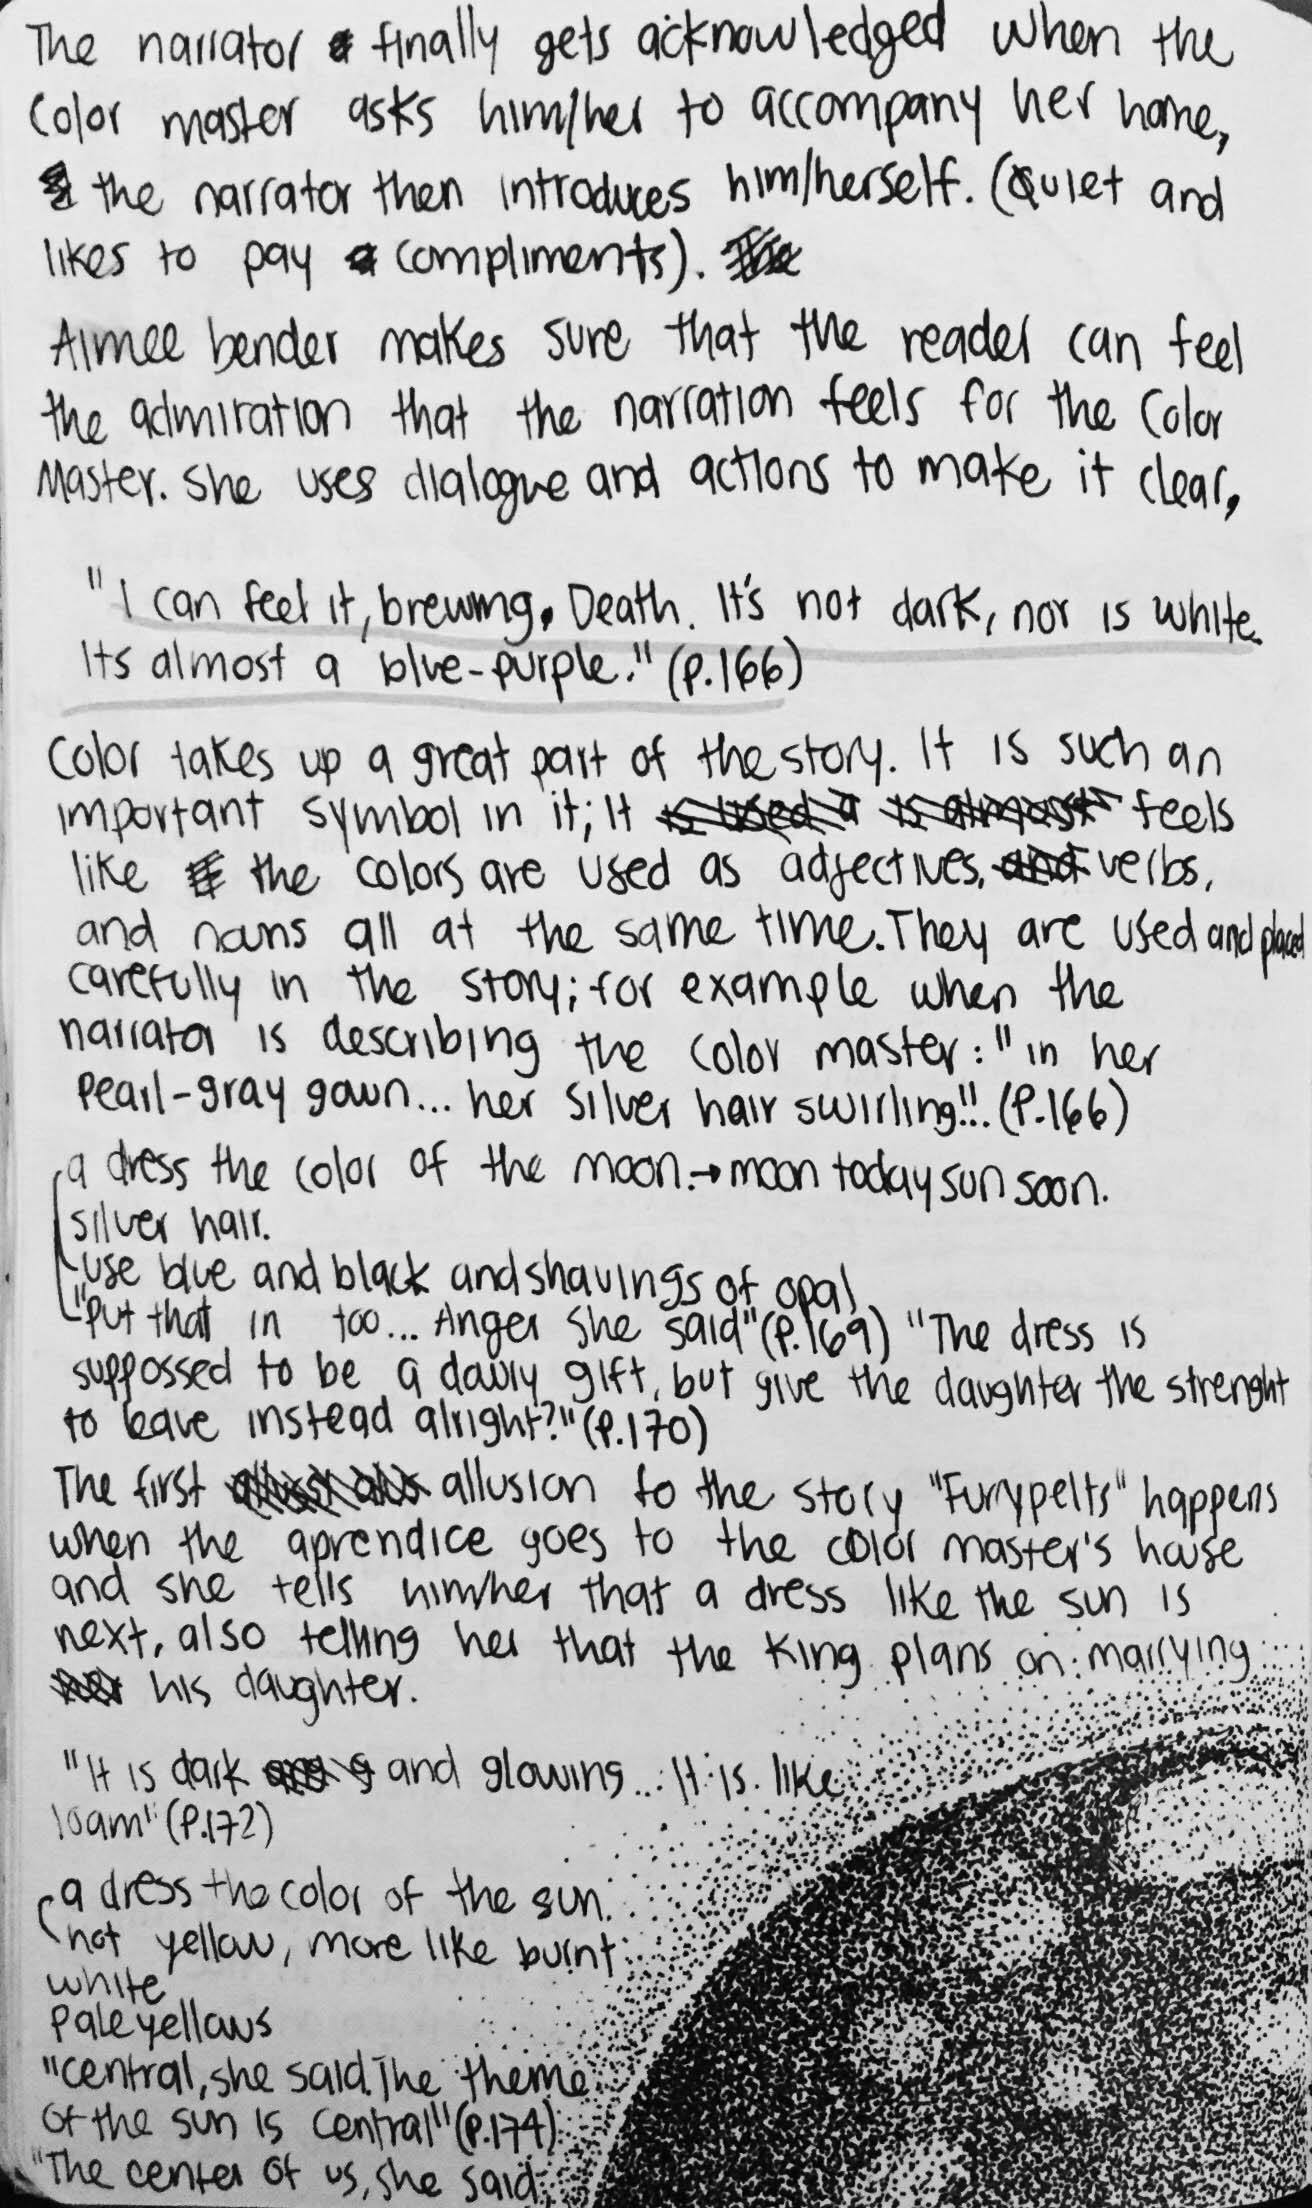 The narrator finally gets acknowledged when the
Color master asks him/her to accompany her home,
the narrator then introduces him/herself. (Quiet and
likes to pay compliments). The
Aimee bender makes sure that the reader can feel
the admiration that the narration feels for the Color
Master. She uses dialogue and actions to make it clear,
"I can feel it, brewing. Death. It's not dark, nor is white.
Its almost a blue-purple." (P.166)
Color takes up a great part of the story. It is such an
important symbol in it; It is used a is almost feels
like the colors are used as adjectives, and verbs,
and nouns all at the same time. They are used and placed
carefully in the story; for example when the
narrator is describing the color master: "in her
Pearl-gray gown... her silver hair swirling!!. (P.166)
a dress the color of the moon. → moon today sun soon.
silver hair.
use blue and black and shavings of opal
"Put that in too... Anger she said" (P.169) "The dress is
suppossed to be a dowry gift, but give the daughter the strenght
to leave instead alright?" (P.170)
The first allusion to the story "Furrypelts" happens
when the aprendice goes to the color master's house
and she tells him/her that a dress like the sun is
next, also telling her that the King plans on marrying
her his daughter.
"It is dark and glowing... It is like
loam" (P.172)
a dress the color of the sun.
not yellow, more like burnt
white
Pale yellows
"Central, she said. The theme
Of the sun is central" (P.174)
"The center of us, she said